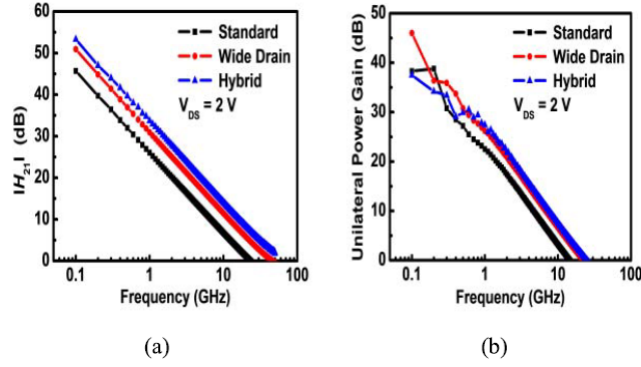 60
50
40
30
20
10
0
0.1
1
10
100
|H21| (dB)
Frequency (GHz)
Standard
Wide Drain
Hybrid
VDS = 2 V
(a)
50
40
30
20
10
0
0.1
1
10
100
Unilateral Power Gain (dB)
Frequency (GHz)
Standard
Wide Drain
Hybrid
VDS = 2 V
(b)